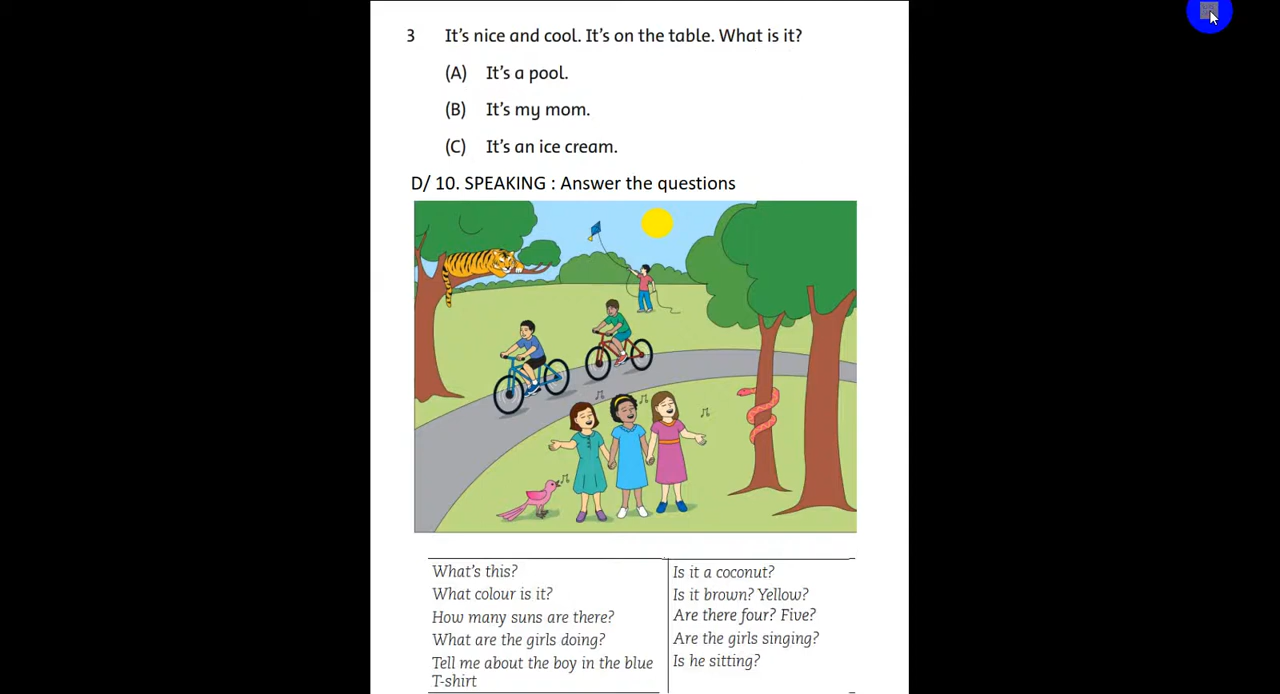 3 It's nice and cool. It's on the table. What is it?
(A) It's a pool.
(B) It's my mom.
(C) It's an ice cream.
D/ 10. SPEAKING : Answer the questions
What's this?
What colour is it?
How many suns are there?
What are the girls doing?
Tell me about the boy in the blue
T-shirt
Is it a coconut?
Is it brown? Yellow?
Are there four? Five?
Are the girls singing?
Is he sitting?